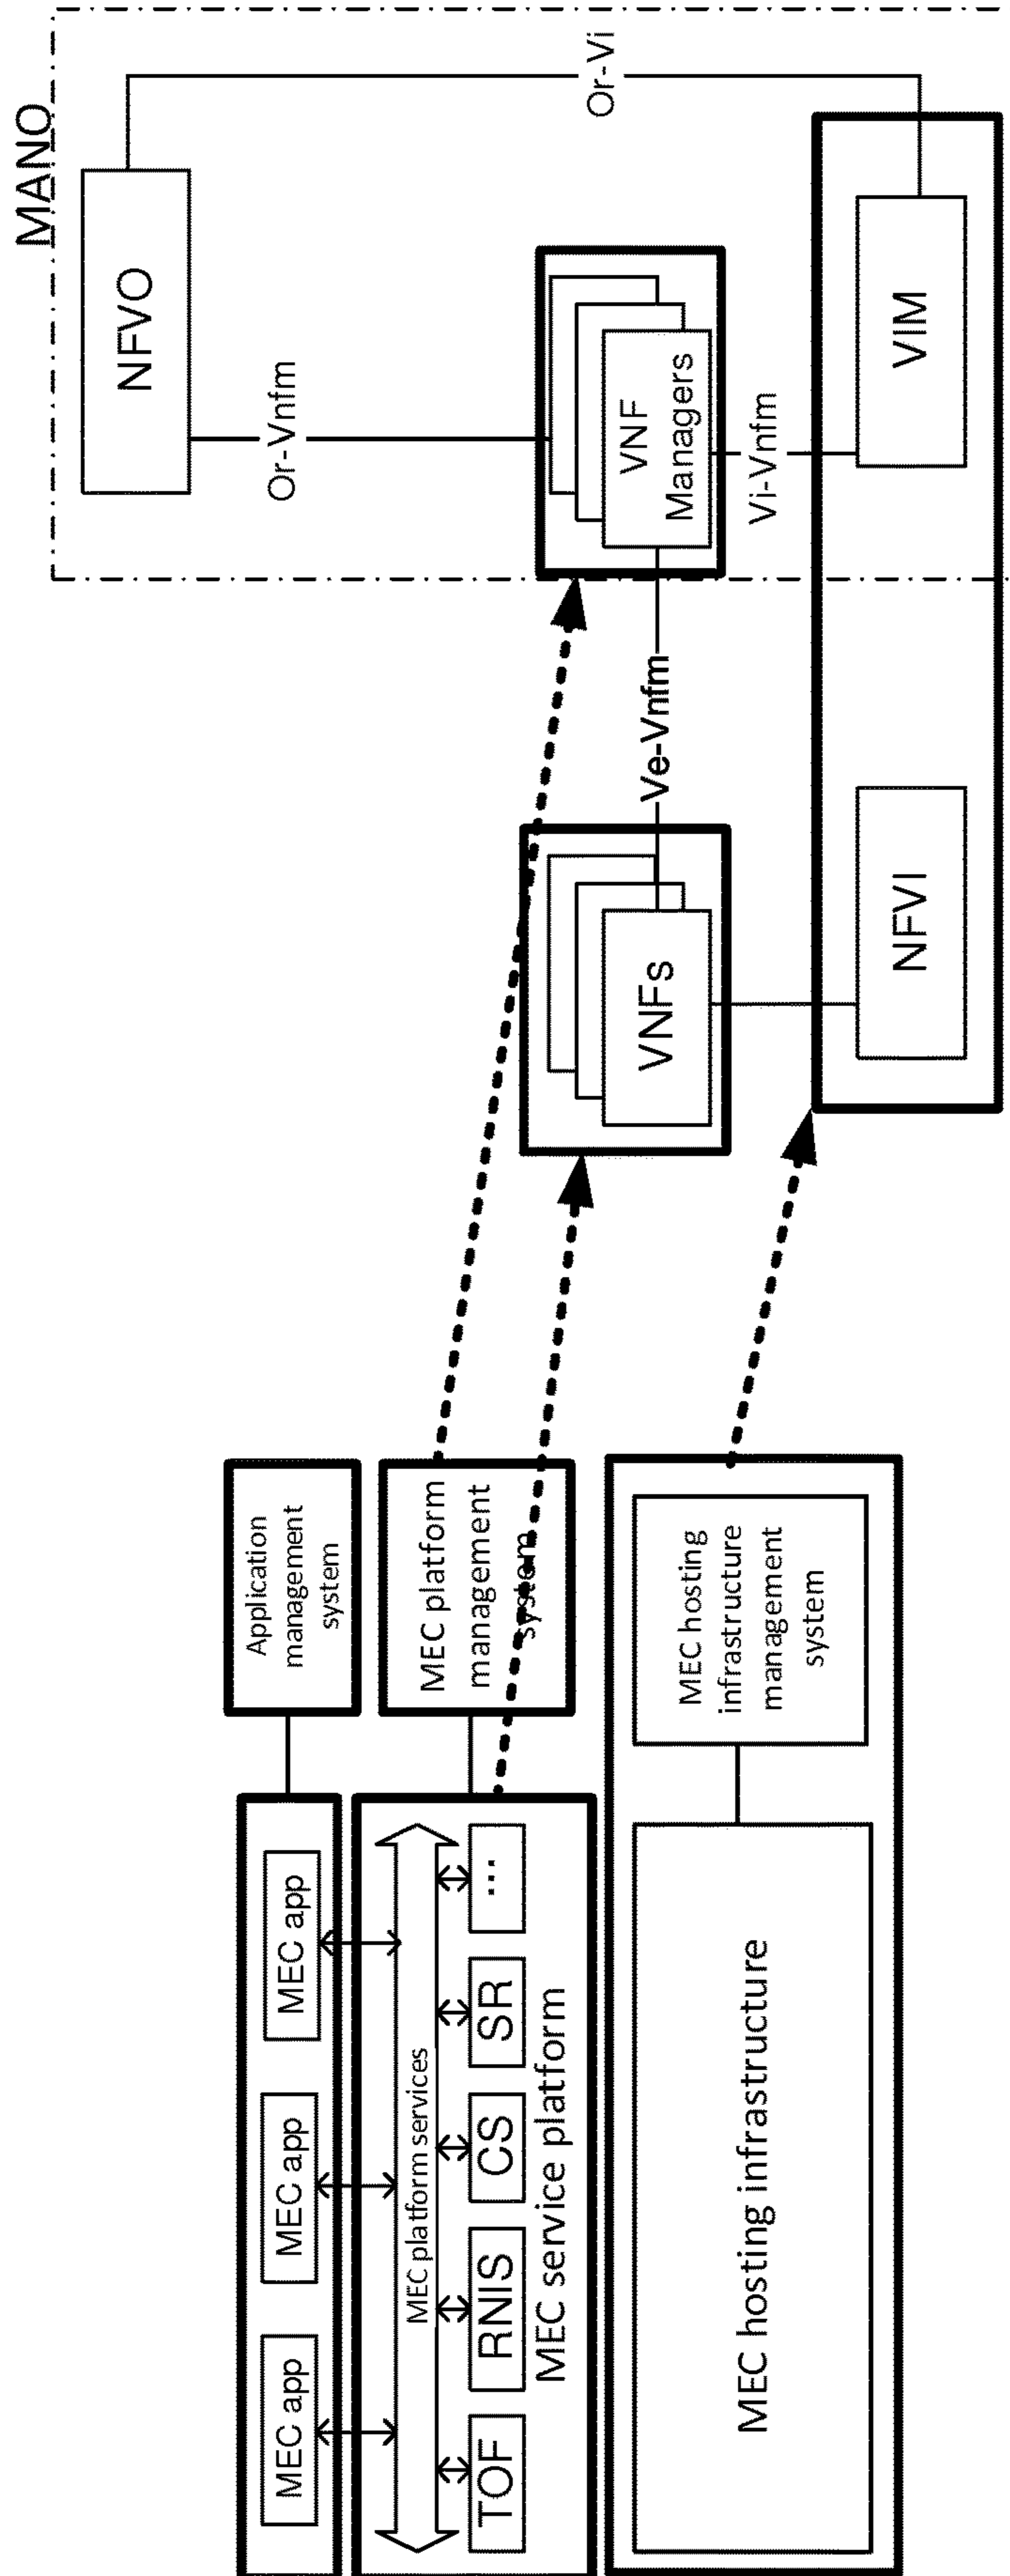 MEC app
MEC app
MEC app
Application
management
system
MEC platform services
TOF
RNIS
CS
SR
...
MEC service platform
MEC platform
management
system
MEC hosting infrastructure
MEC hosting
infrastructure
management
system
MANO
NFVO
Or-Vnfm
Or-Vi
VNFs
Ve-Vnfm
VNF
Managers
Vi-Vnfm
NFVI
VIM